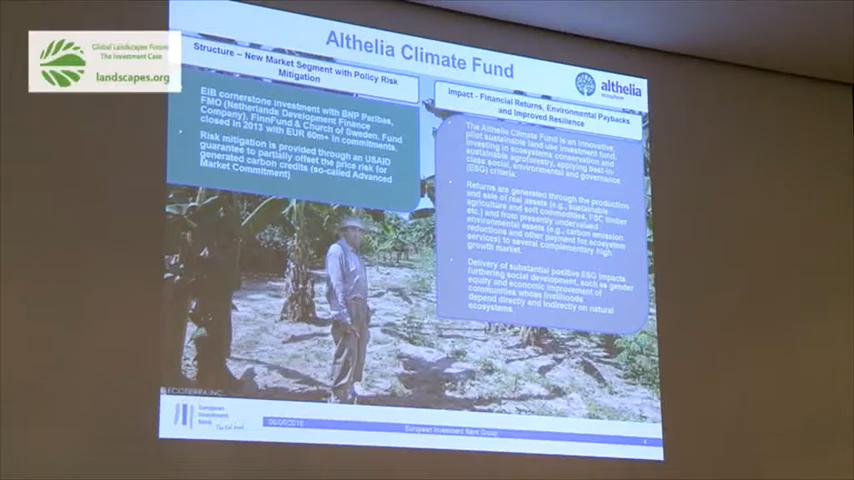 Global Landscapes Forum
The Investment Case
landscapes.org
Althelia Climate Fund
althelia
Structure – New Market Segment with Policy Risk
Mitigation
EIB cornerstone investment with BNP Paribas,
FMO (Netherlands Development Finance
Company), FinnFund & Church of Sweden. Fund
closed in 2013 with EUR 60m+ in commitments.
Risk mitigation is provided through an USAID
guarantee to partially offset the price risk for
generated carbon credits (so-called Advanced
Market Commitment)
Impact - Financial Returns, Environmental Paybacks
and Improved Resilience
The Althelia Climate Fund is an innovative
pilot sustainable land use investment fund,
investing in ecosystems conservation and
sustainable agroforestry, applying best-in-
class social, environmental and governance
(ESG) criteria.
Returns are generated through the production
and sale of real assets (e.g., sustainable
agriculture and soft commodities, FSC timber
etc.) and from presently undervalued
environmental assets (e.g., carbon emission
reductions and other payment for ecosystem
services) to several complementary high
growth market.
Delivery of substantial positive ESG impacts
furthering social development, such as gender
equity and economic improvement of
communities whose livelihoods
depend directly and indirectly on natural
ecosystems.
ECOTIERRA INC.
European
Investment
Bank
The EU bank
06/06/2016
European Investment Bank Group